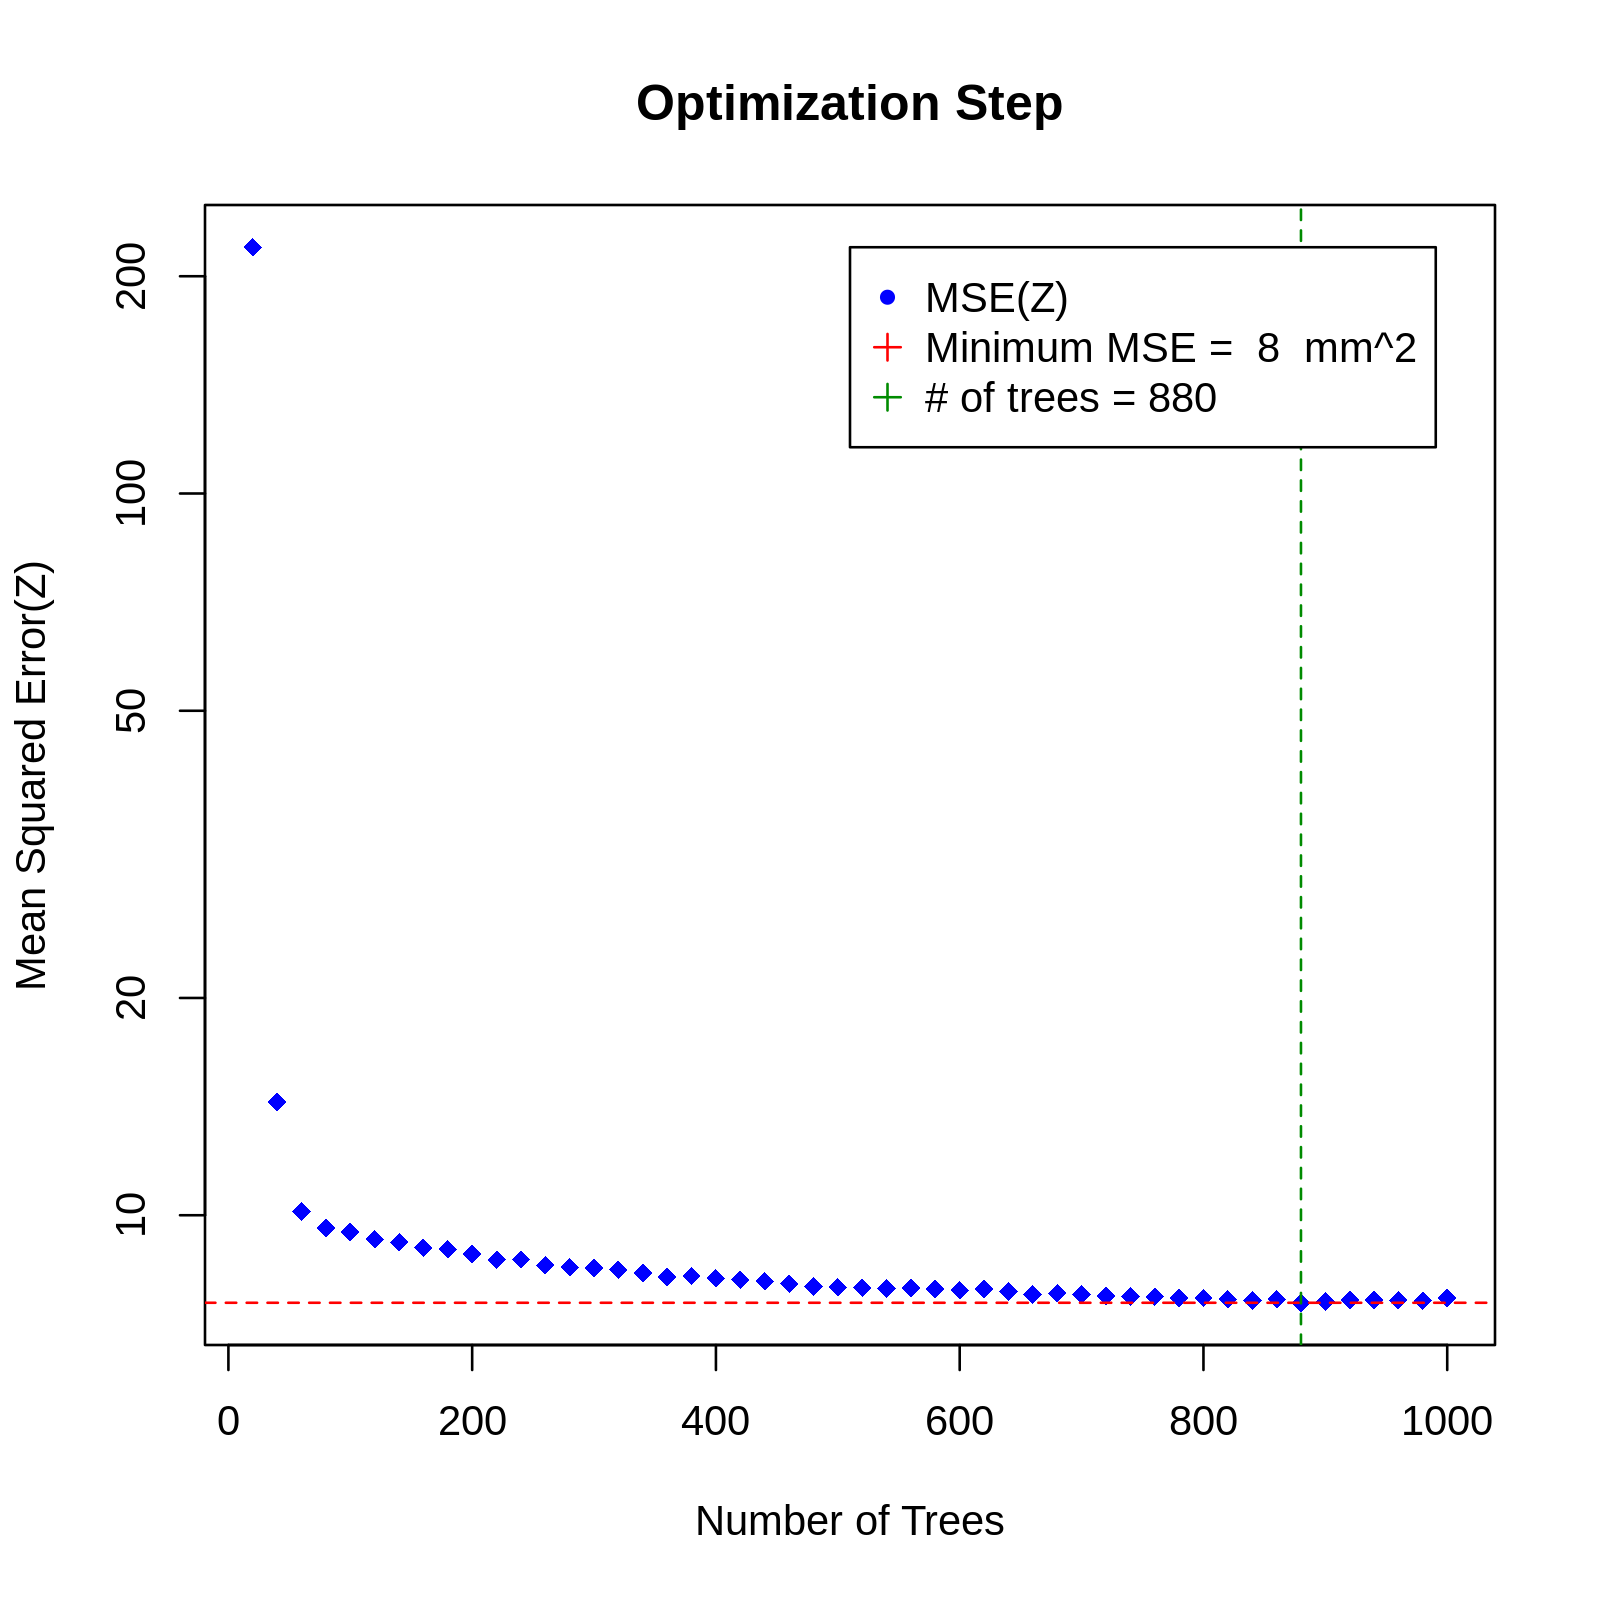 Optimization Step
MSE(Z)
Minimum MSE =  8  mm^2
# of trees = 880
Mean Squared Error(Z)
200
100
50
20
10
0 200 400 600 800 1000
Number of Trees